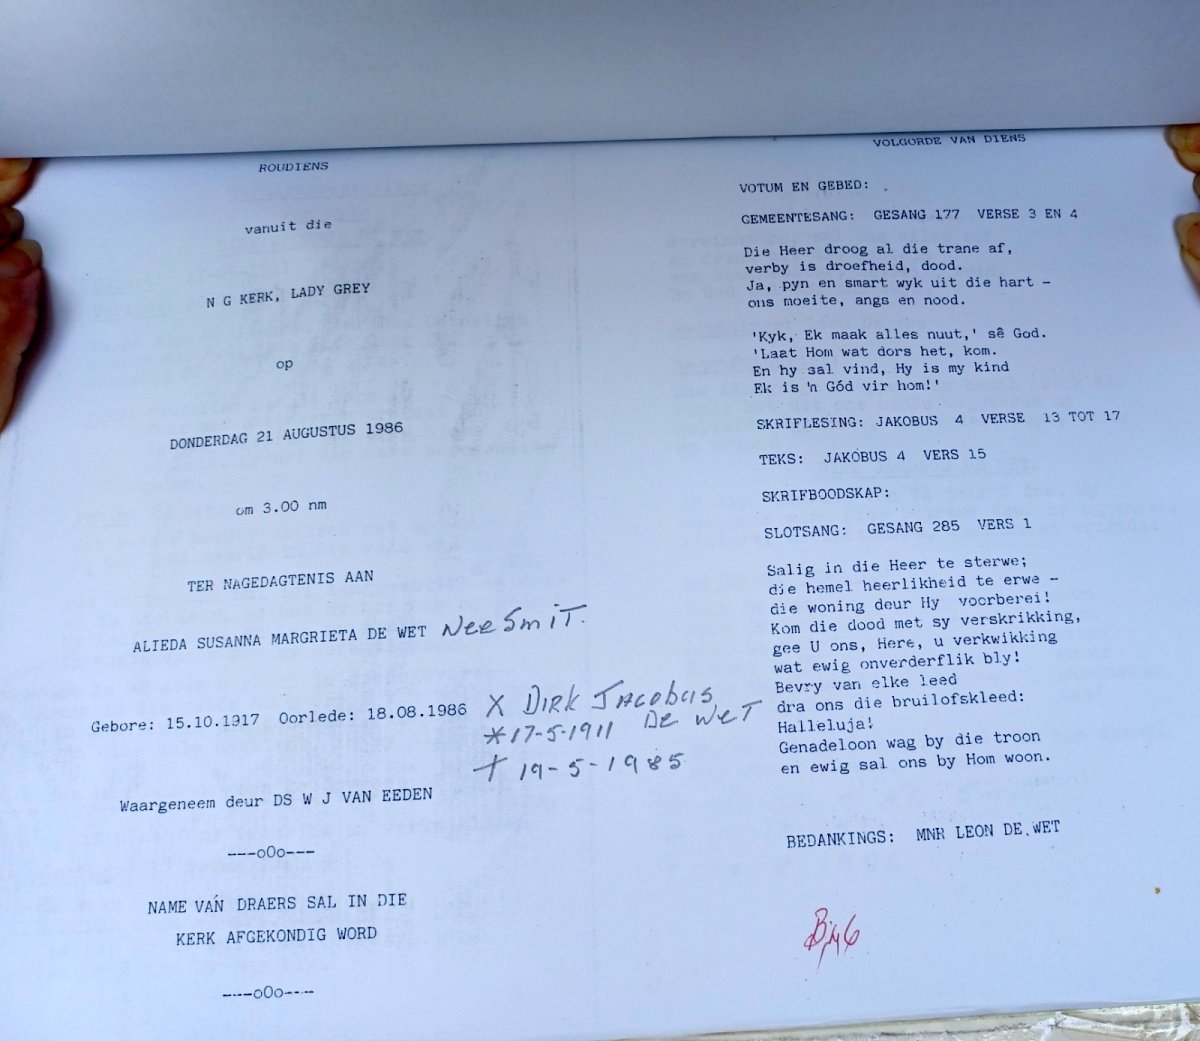 ROUDIENS
vanuit die
N G KERK, LADY GREY
op
DONDERDAG 21 AUGUSTUS 1986
om 3.00 nm
TER NAGEDAGTENIS AAN
ALIEDA SUSANNA MARGRIETA DE WET Nee Smit.
Gebore: 15.10.1917 Oorlede: 18.08.1986 X DIRK JACOBUS
DE WET
* 17-5-1911
† 19-5-1985
Waargeneem deur DS W J VAN EEDEN
---oOo---
NAME VAN DRAERS SAL IN DIE
KERK AFGEKONDIG WORD
---oOo---
VOLGORDE VAN DIENS
VOTUM EN GEBED:
GEMEENTESANG: GESANG 177 VERSE 3 EN 4
Die Heer droog al die trane af,
verby is droefheid, dood.
Ja, pyn en smart wyk uit die hart -
ons moeite, angs en nood.
'Kyk, Ek maak alles nuut,' sê God.
'Laat Hom wat dors het, kom.
En hy sal vind, Hy is my kind
Ek is 'n Gód vir hom!'
SKRIFLESING: JAKOBUS 4 VERSE 13 TOT 17
TEKS: JAKOBUS 4 VERS 15
SKRIFBOODSKAP:
SLOTSANG: GESANG 285 VERS 1
Salig in die Heer te sterwe;
die hemel heerlikheid te erwe -
die woning deur Hy voorberei!
Kom die dood met sy verskrikking,
gee U ons, Here, u verkwikking
wat ewig onverderflik bly!
Bevry van elke leed
dra ons die bruilofskleed:
Halleluja!
Genadeloon wag by die troon
en ewig sal ons by Hom woon.
BEDANKINGS: MNR LEON DE WET